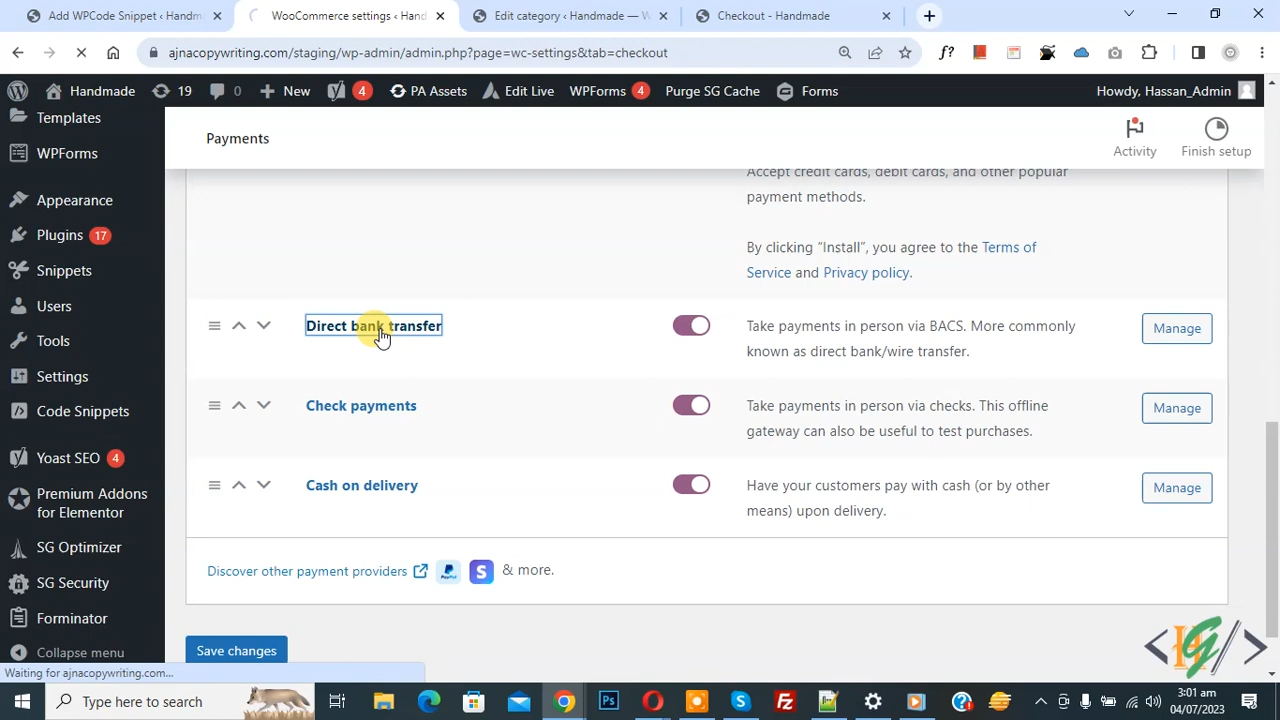 Add WPCode Snippet ‹ Handm
WooCommerce settings ‹ Hand
Edit category ‹ Handmade — W
Checkout - Handmade
ajnacopywriting.com/staging/wp-admin/admin.php?page=wc-settings&tab=checkout
f?
Handmade
19
0
New
4
PA Assets
Edit Live
WPForms 4
Purge SG Cache
Forms
Howdy, Hassan_Admin
Templates
WPForms
Appearance
Plugins 17
Snippets
Users
Tools
Settings
Code Snippets
Yoast SEO 4
Premium Addons
for Elementor
SG Optimizer
SG Security
Forminator
Collapse menu
Payments
Activity
Finish setup
Accept credit cards, debit cards, and other popular
payment methods.
By clicking “Install”, you agree to the Terms of
Service and Privacy policy.
Direct bank transfer
Take payments in person via BACS. More commonly
known as direct bank/wire transfer.
Manage
Check payments
Take payments in person via checks. This offline
gateway can also be useful to test purchases.
Manage
Cash on delivery
Have your customers pay with cash (or by other
means) upon delivery.
Manage
Discover other payment providers
PayPal
S
& more.
Save changes
Waiting for ajnacopywriting.com...
Type here to search
3:01 am
04/07/2023